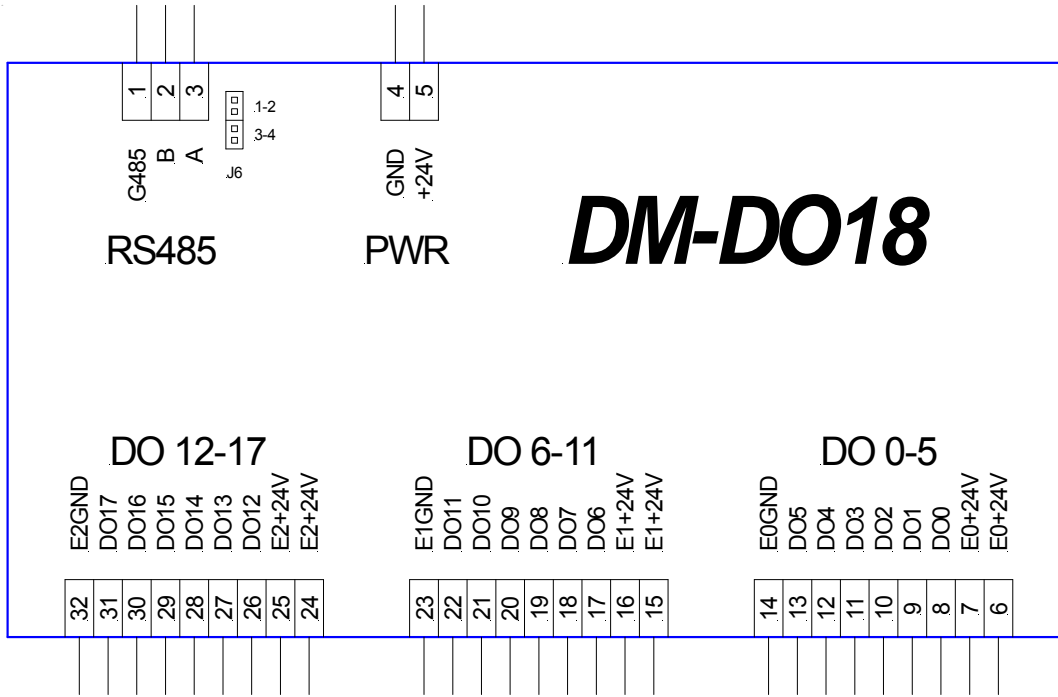 1 2 3
1-2
3-4
J6
G485 B A
RS485
4 5
GND +24V
PWR
DM-DO18
DO 12-17
E2GND DO17 DO16 DO15 DO14 DO13 DO12 E2+24V E2+24V
32 31 30 29 28 27 26 25 24
DO 6-11
E1GND DO11 DO10 DO9 DO8 DO7 DO6 E1+24V E1+24V
23 22 21 20 19 18 17 16 15
DO 0-5
E0GND DO5 DO4 DO3 DO2 DO1 DO0 E0+24V E0+24V
14 13 12 11 10 9 8 7 6